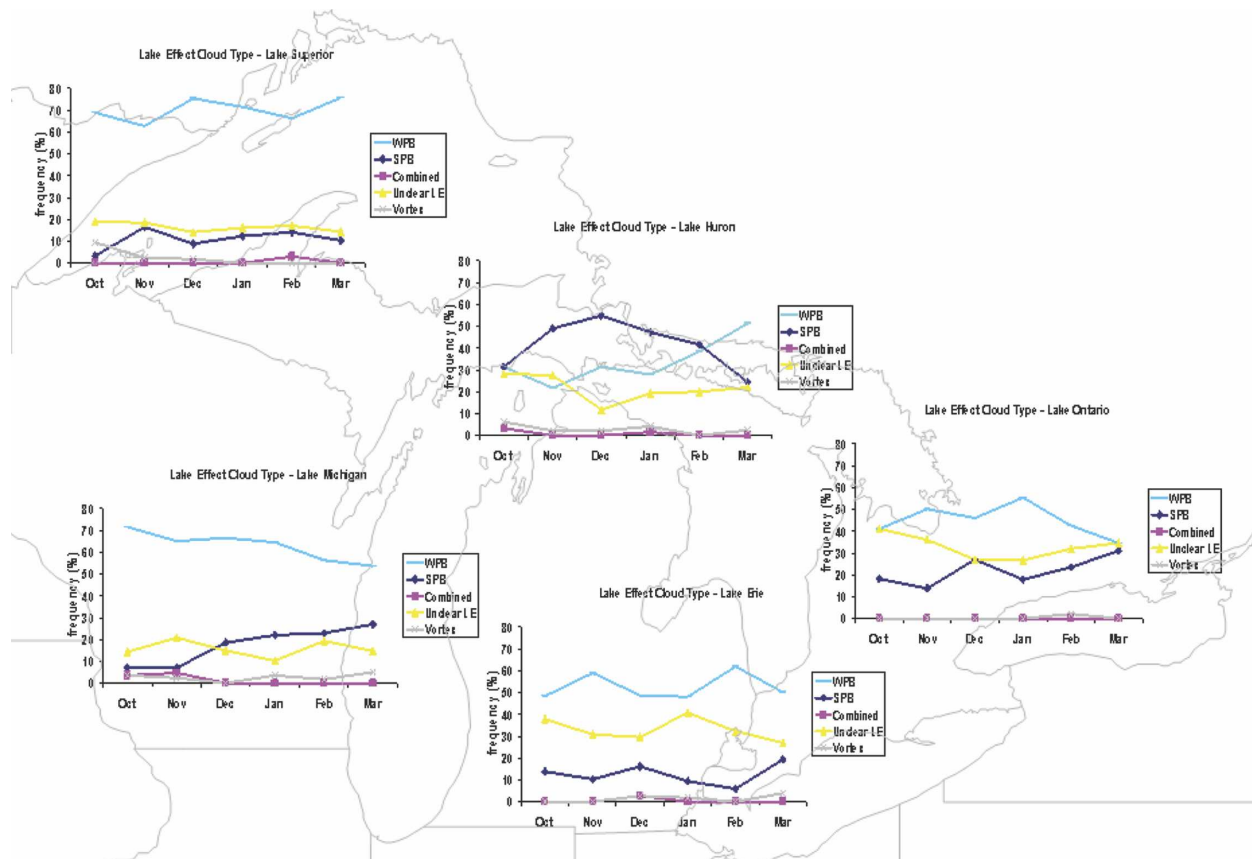 Lake Effect Cloud Type - Lake Superior
80
70
60
50
40
30
20
10
0
frequency (%)
Oct Nov Dec Jan Feb Mar
WPB
SPB
Combined
Unclear LE
Vortex
Lake Effect Cloud Type - Lake Huron
80
70
60
50
40
30
20
10
0
frequency (%)
Oct Nov Dec Jan Feb Mar
WPB
SPB
Combined
Unclear LE
Vortex
Lake Effect Cloud Type - Lake Ontario
80
70
60
50
40
30
20
10
0
frequency (%)
Oct Nov Dec Jan Feb Mar
WPB
SPB
Combined
Unclear LE
Vortex
Lake Effect Cloud Type - Lake Michigan
80
70
60
50
40
30
20
10
0
frequency (%)
Oct Nov Dec Jan Feb Mar
WPB
SPB
Combined
Unclear LE
Vortex
Lake Effect Cloud Type - Lake Erie
80
70
60
50
40
30
20
10
0
frequency (%)
Oct Nov Dec Jan Feb Mar
WPB
SPB
Combined
Unclear LE
Vortex